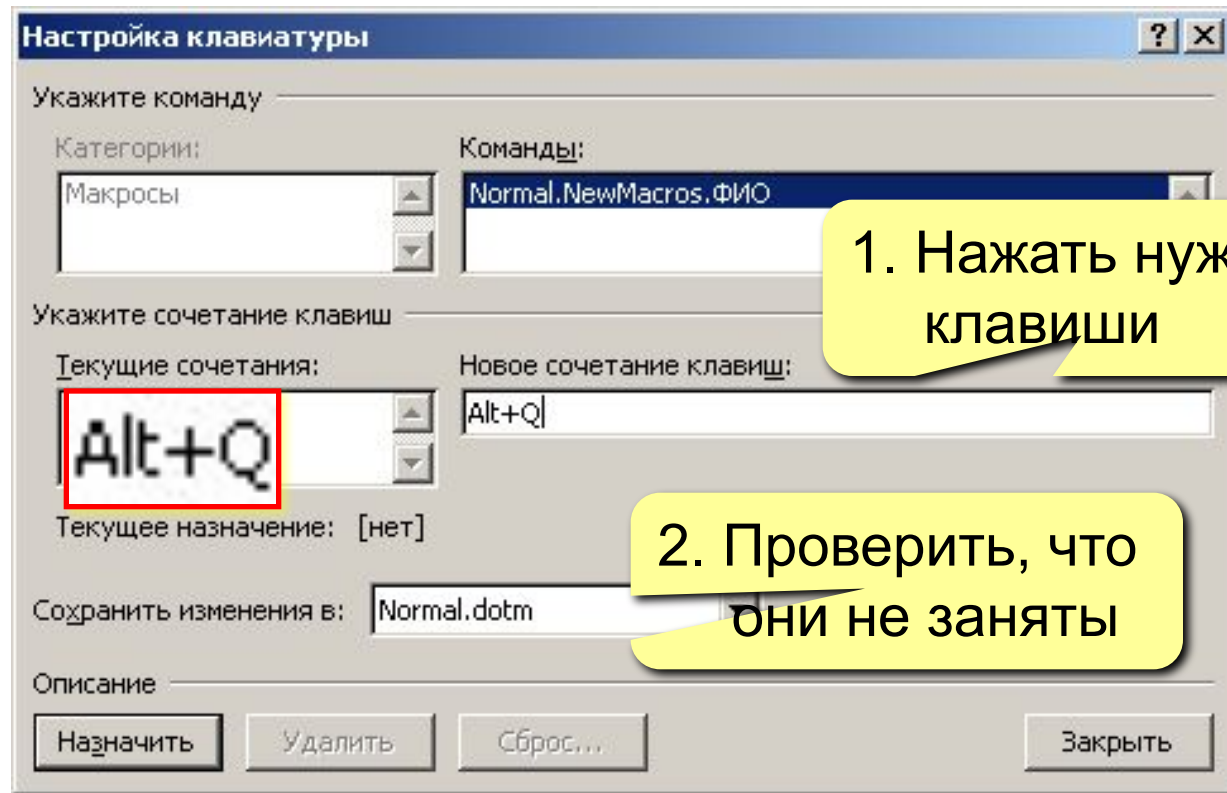 Настройка клавиатуры
Укажите команду
Категории:
Команды:
Макросы
Normal.NewMacros.ФИО
1. Нажать нуж
клавиши
Укажите сочетание клавиш
Текущие сочетания:
Новое сочетание клавиш:
Alt+Q
Alt+Q
Текущее назначение: [нет]
2. Проверить, что
они не заняты
Сохранить изменения в:
Normal.dotm
Описание
Назначить
Удалить
Сброс...
Закрыть